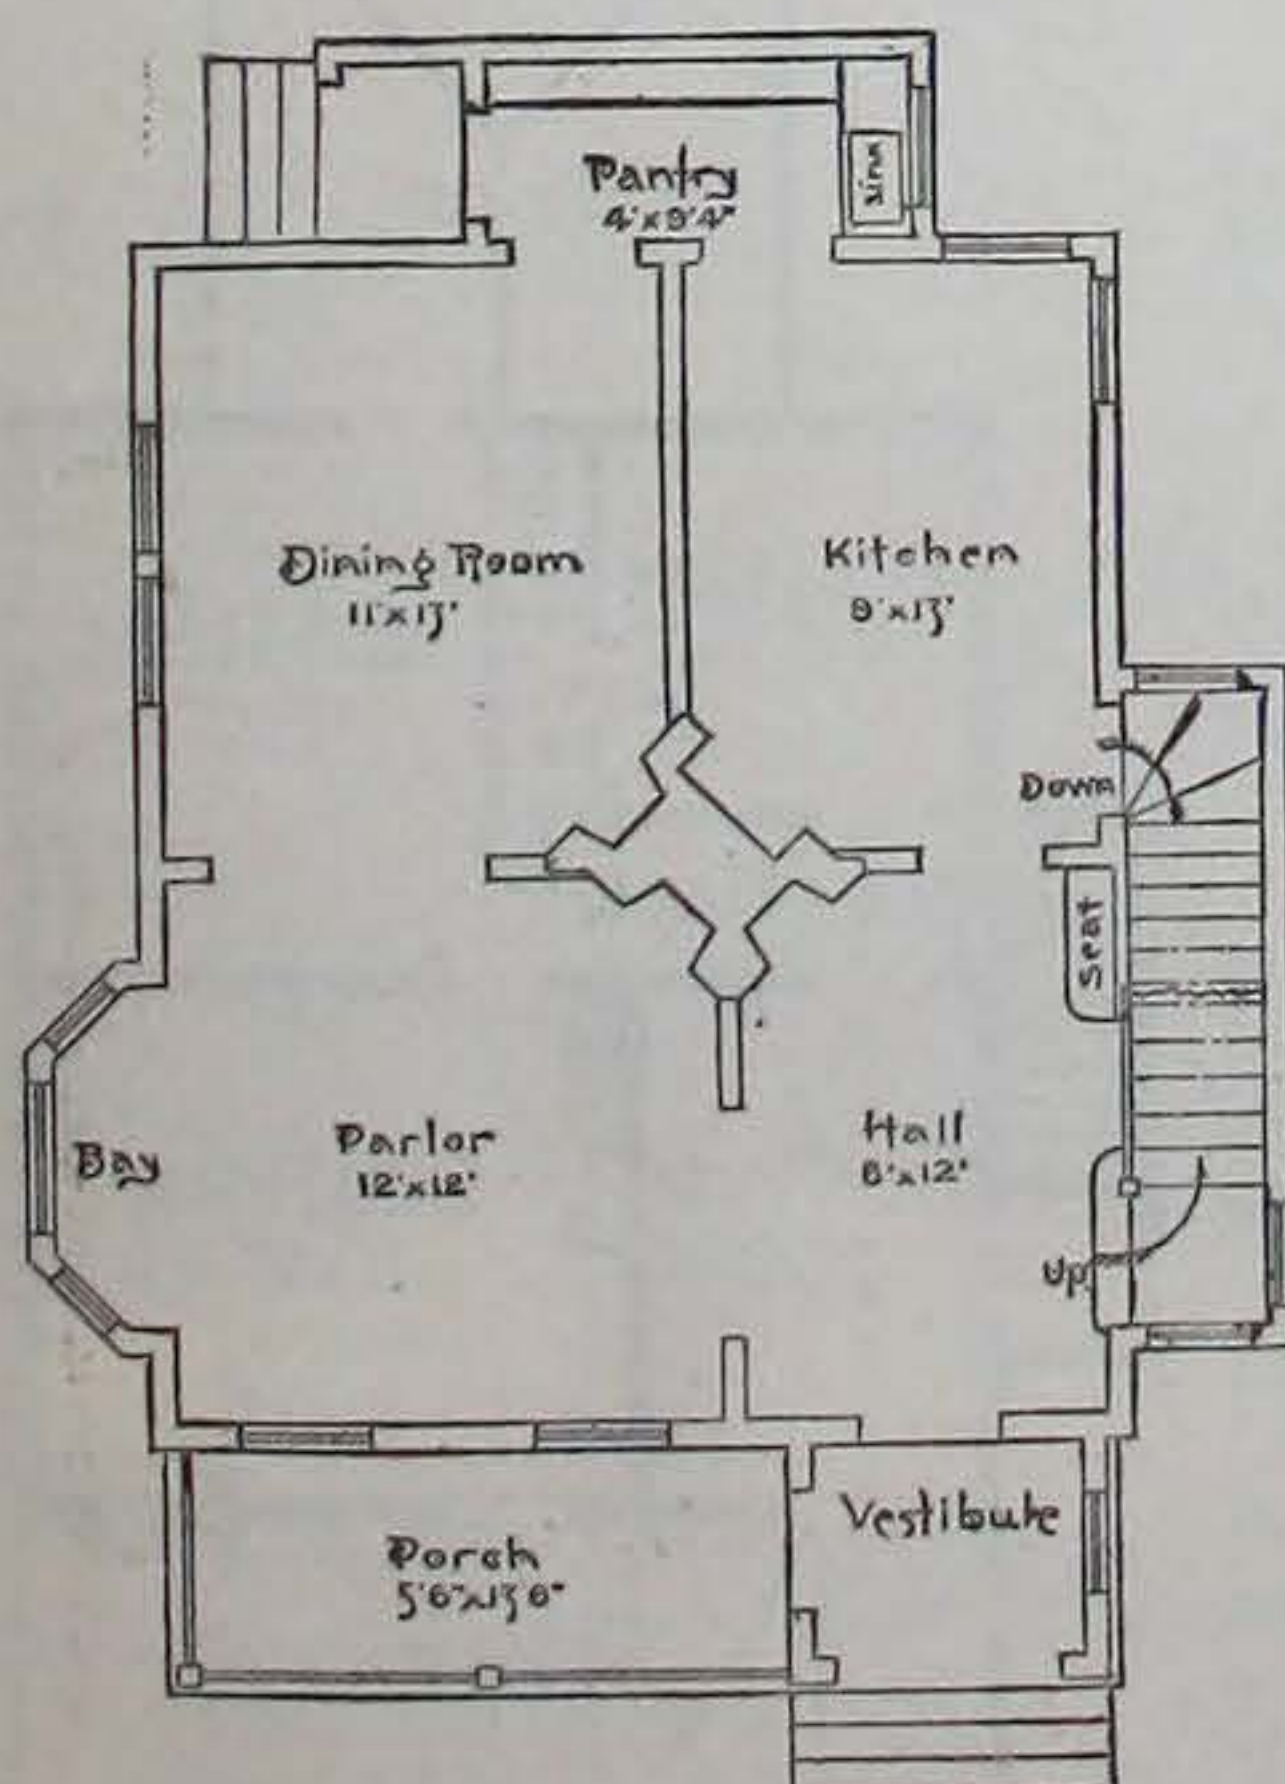 Pantry
4'x9'4"
Sink
Dining Room
11'x13'
Kitchen
9'x13'
Down
Seat
Parlor
12'x12'
Hall
8'x12'
Bay
Up
Vestibule
Porch
5'6"x13'6"